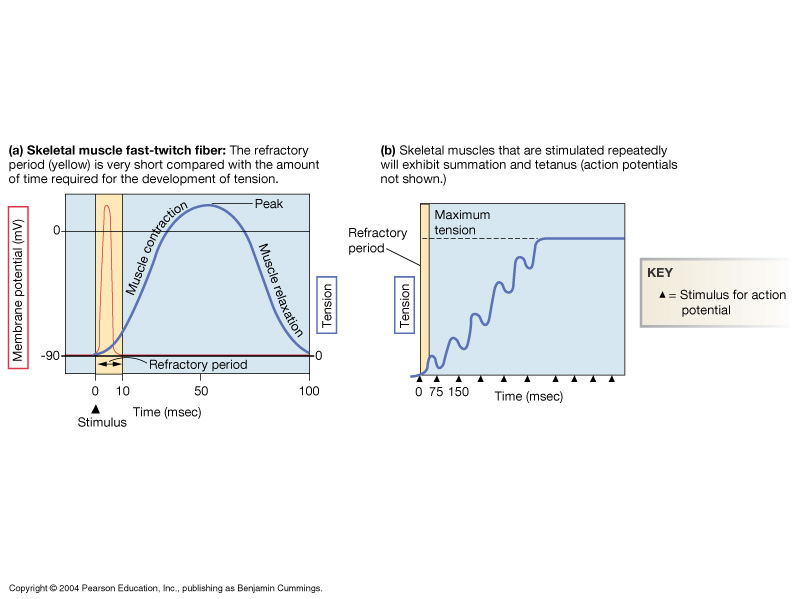 (a) Skeletal muscle fast-twitch fiber: The refractory
period (yellow) is very short compared with the amount
of time required for the development of tension.
Membrane potential (mV)
0
-90
Muscle contraction
Peak
Muscle relaxation
Tension
0
Refractory period
0 10 50 100
Time (msec)
▲
Stimulus
(b) Skeletal muscles that are stimulated repeatedly
will exhibit summation and tetanus (action potentials
not shown.)
Maximum
tension
Refractory
period
Tension
0 75 150
Time (msec)
KEY
▲ = Stimulus for action
potential
Copyright © 2004 Pearson Education, Inc., publishing as Benjamin Cummings.